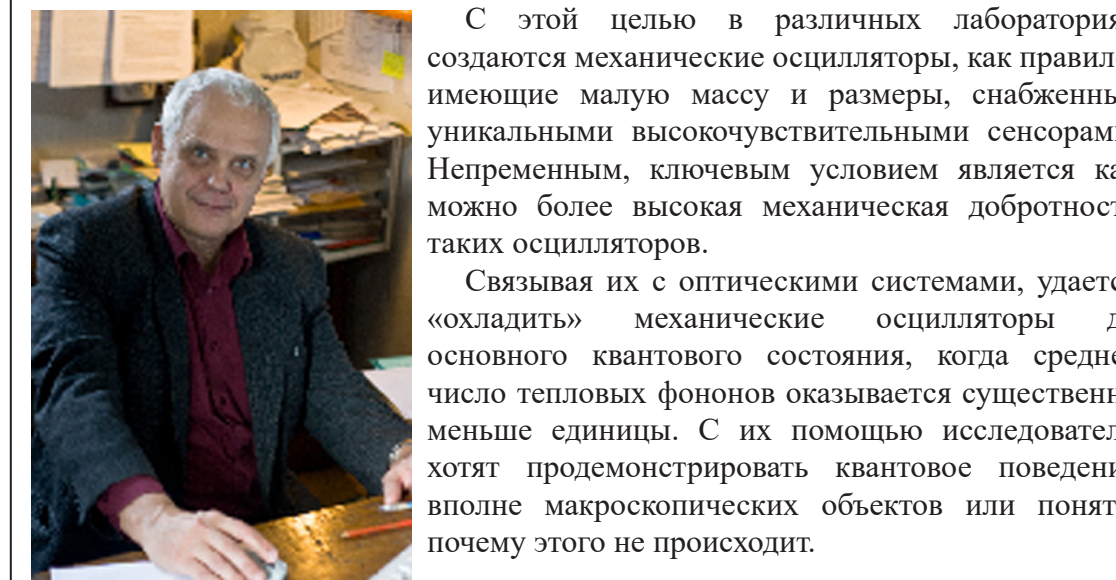 С этой целью в различных лаборатория
создаются механические осцилляторы, как правил
имеющие малую массу и размеры, снабженны
уникальными высокочувствительными сенсорам
Непременным, ключевым условием является ка
можно более высокая механическая добротност
таких осцилляторов.
Связывая их с оптическими системами, удаетс
«охладить» механические осцилляторы д
основного квантового состояния, когда средне
число тепловых фононов оказывается существенн
меньше единицы. С их помощью исследовател
хотят продемонстрировать квантовое поведени
вполне макроскопических объектов или понят
почему этого не происходит.